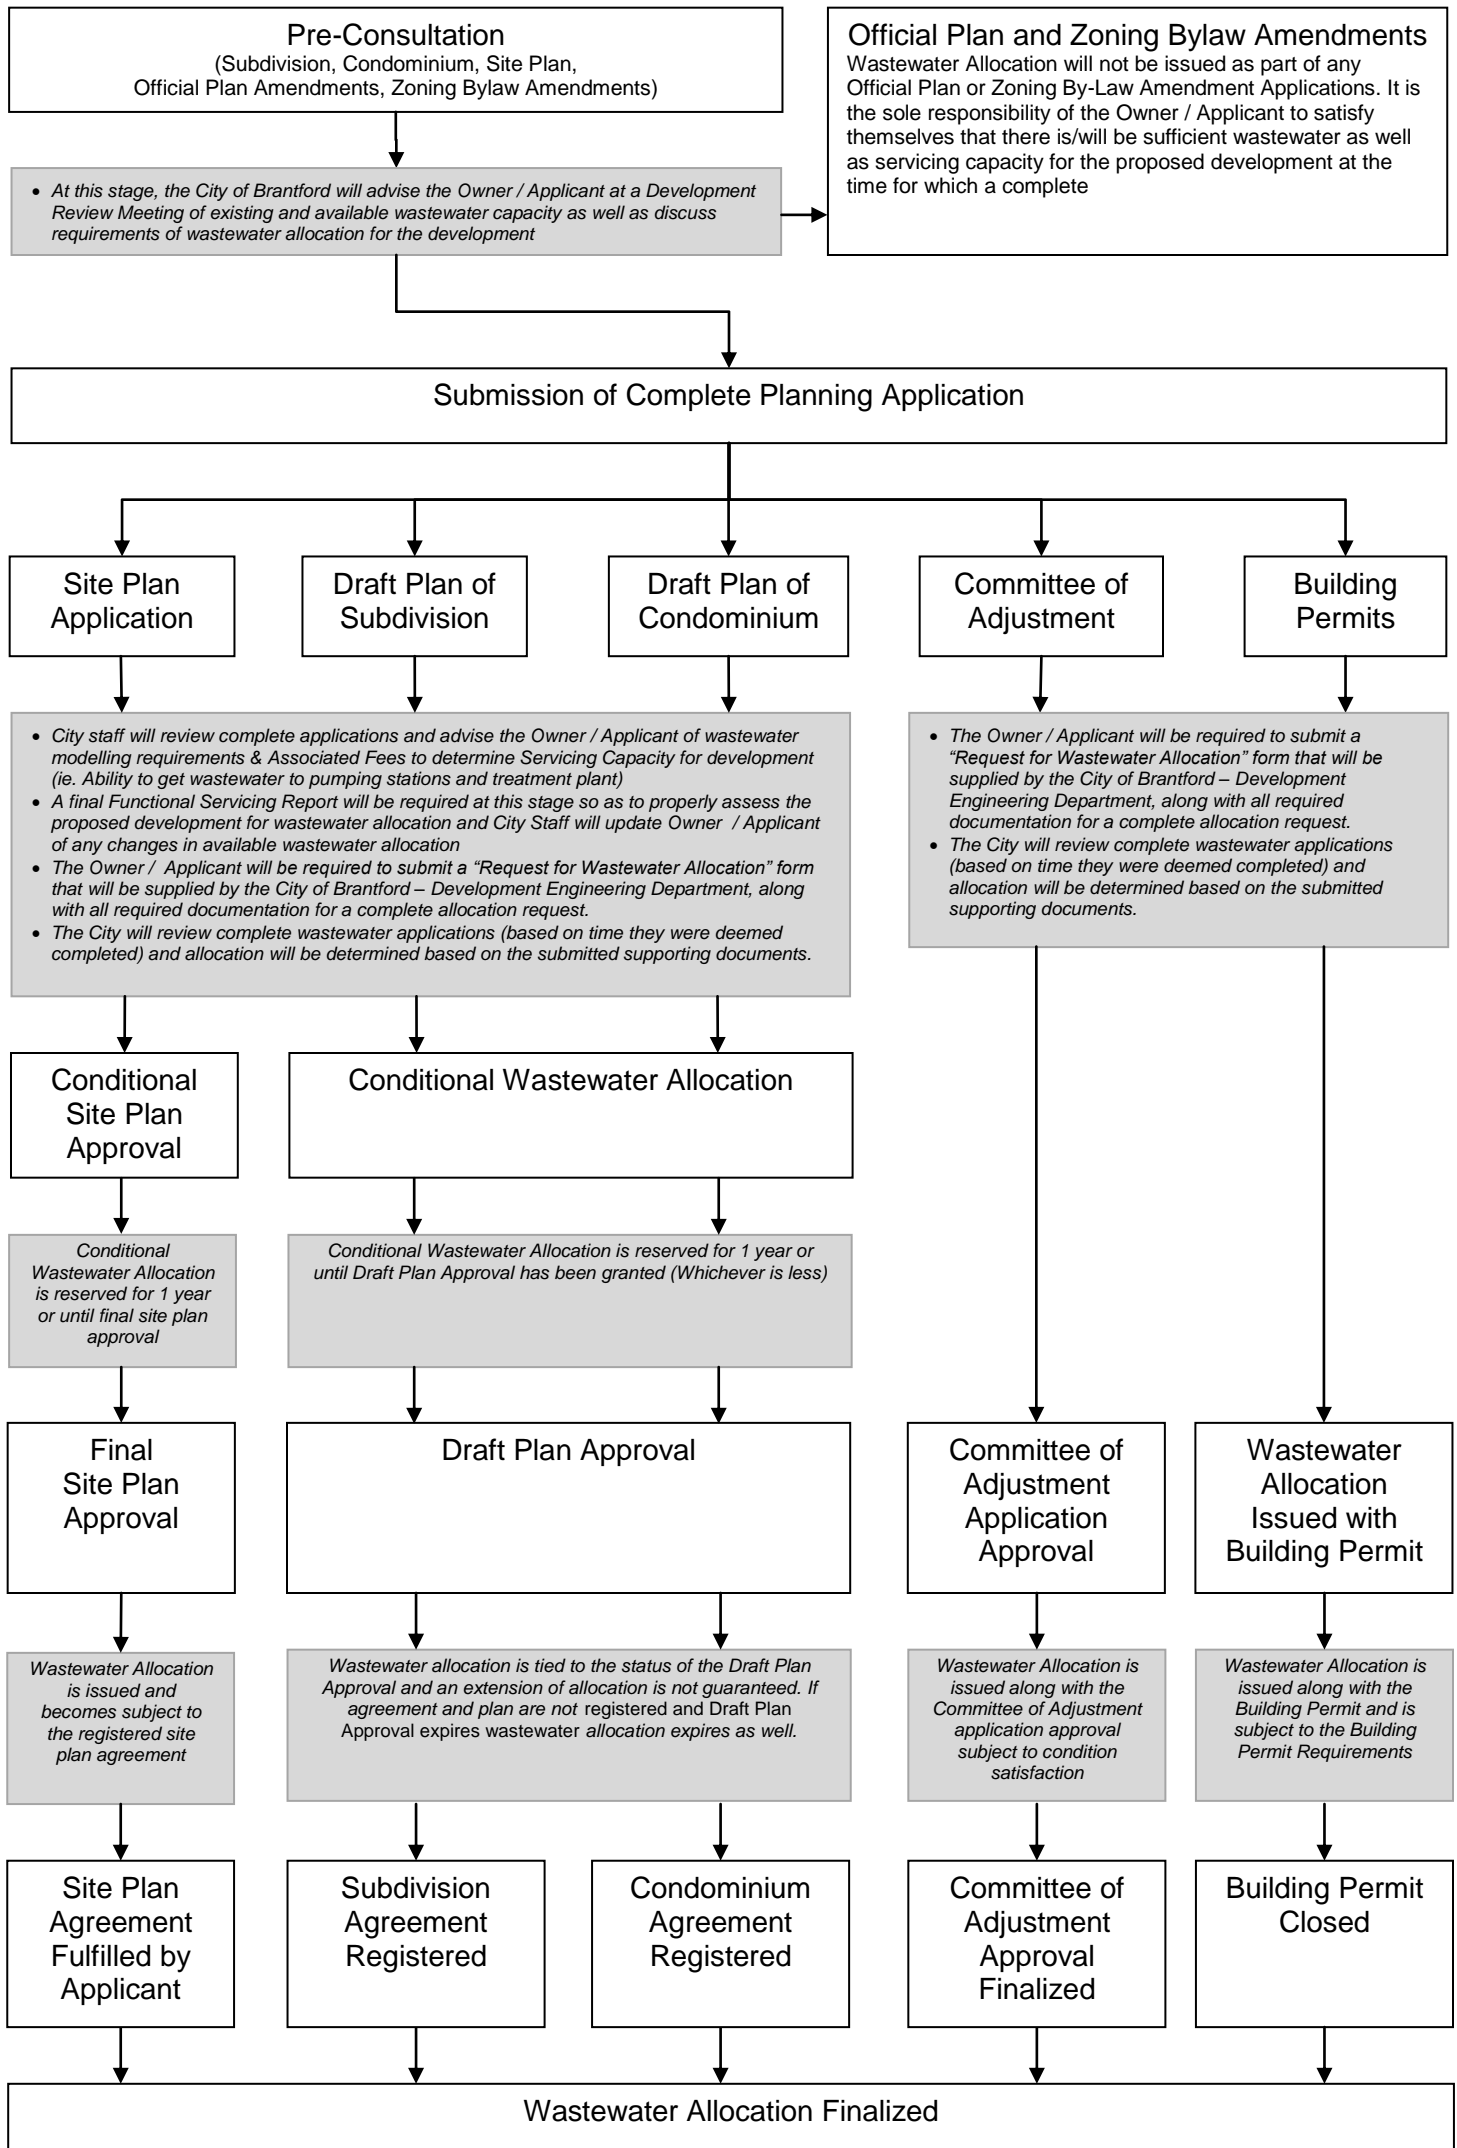 Pre-Consultation
(Subdivision, Condominium, Site Plan,
Official Plan Amendments, Zoning Bylaw Amendments)
Official Plan and Zoning Bylaw Amendments
Wastewater Allocation will not be issued as part of any
Official Plan or Zoning By-Law Amendment Applications. It is
the sole responsibility of the Owner / Applicant to satisfy
themselves that there is/will be sufficient wastewater as well
as servicing capacity for the proposed development at the
time for which a complete
• At this stage, the City of Brantford will advise the Owner / Applicant at a Development
Review Meeting of existing and available wastewater capacity as well as discuss
requirements of wastewater allocation for the development
Submission of Complete Planning Application
Site Plan
Application
Draft Plan of
Subdivision
Draft Plan of
Condominium
Committee of
Adjustment
Building
Permits
• City staff will review complete applications and advise the Owner / Applicant of wastewater
modelling requirements & Associated Fees to determine Servicing Capacity for development
(ie. Ability to get wastewater to pumping stations and treatment plant)
• A final Functional Servicing Report will be required at this stage so as to properly assess the
proposed development for wastewater allocation and City Staff will update Owner / Applicant
of any changes in available wastewater allocation
• The Owner / Applicant will be required to submit a “Request for Wastewater Allocation” form
that will be supplied by the City of Brantford – Development Engineering Department, along
with all required documentation for a complete allocation request.
• The City will review complete wastewater applications (based on time they were deemed
completed) and allocation will be determined based on the submitted supporting documents.
• The Owner / Applicant will be required to submit a
“Request for Wastewater Allocation” form that will be
supplied by the City of Brantford – Development
Engineering Department, along with all required
documentation for a complete allocation request.
• The City will review complete wastewater applications
(based on time they were deemed completed) and
allocation will be determined based on the submitted
supporting documents.
Conditional
Site Plan
Approval
Conditional Wastewater Allocation
Conditional
Wastewater Allocation
is reserved for 1 year
or until final site plan
approval
Conditional Wastewater Allocation is reserved for 1 year or
until Draft Plan Approval has been granted (Whichever is less)
Final
Site Plan
Approval
Draft Plan Approval
Committee of
Adjustment
Application
Approval
Wastewater
Allocation
Issued with
Building Permit
Wastewater Allocation
is issued and
becomes subject to
the registered site
plan agreement
Wastewater allocation is tied to the status of the Draft Plan
Approval and an extension of allocation is not guaranteed. If
agreement and plan are not registered and Draft Plan
Approval expires wastewater allocation expires as well.
Wastewater Allocation is
issued along with the
Committee of Adjustment
application approval
subject to condition
satisfaction
Wastewater Allocation is
issued along with the
Building Permit and is
subject to the Building
Permit Requirements
Site Plan
Agreement
Fulfilled by
Applicant
Subdivision
Agreement
Registered
Condominium
Agreement
Registered
Committee of
Adjustment
Approval
Finalized
Building Permit
Closed
Wastewater Allocation Finalized